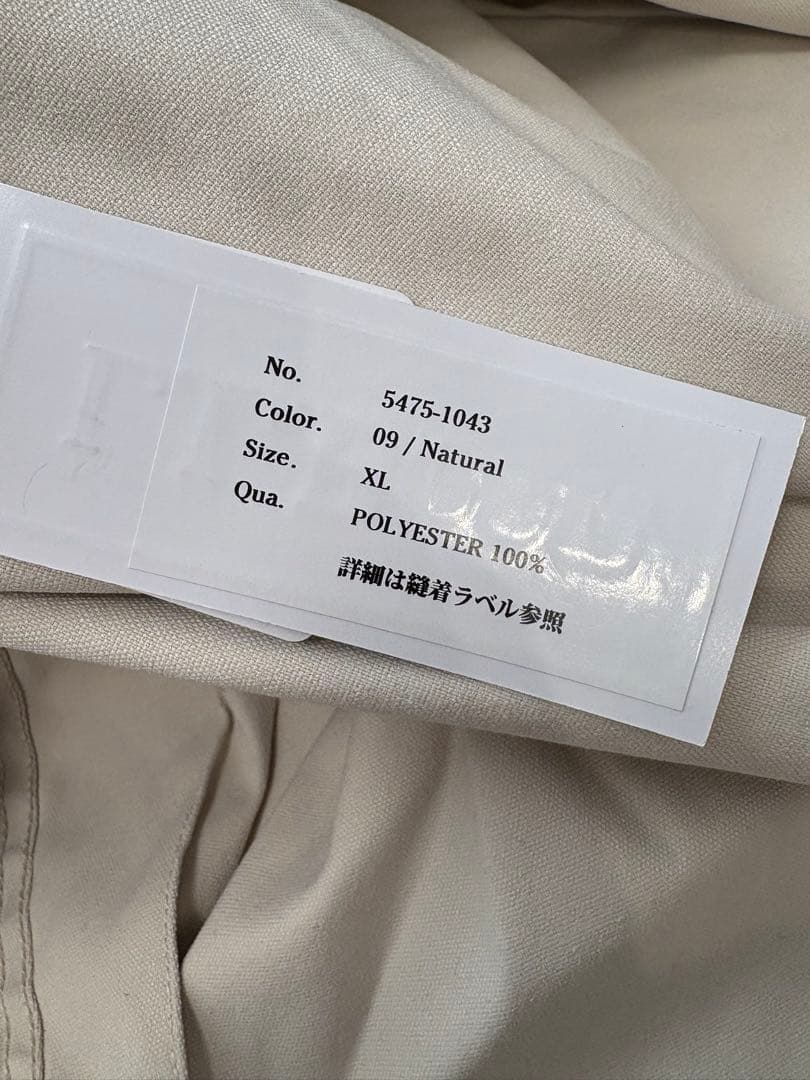 No. 5475-1043
Color. 09 / Natural
Size. XL
Qua. POLYESTER 100%
詳細は縫着ラベル参照